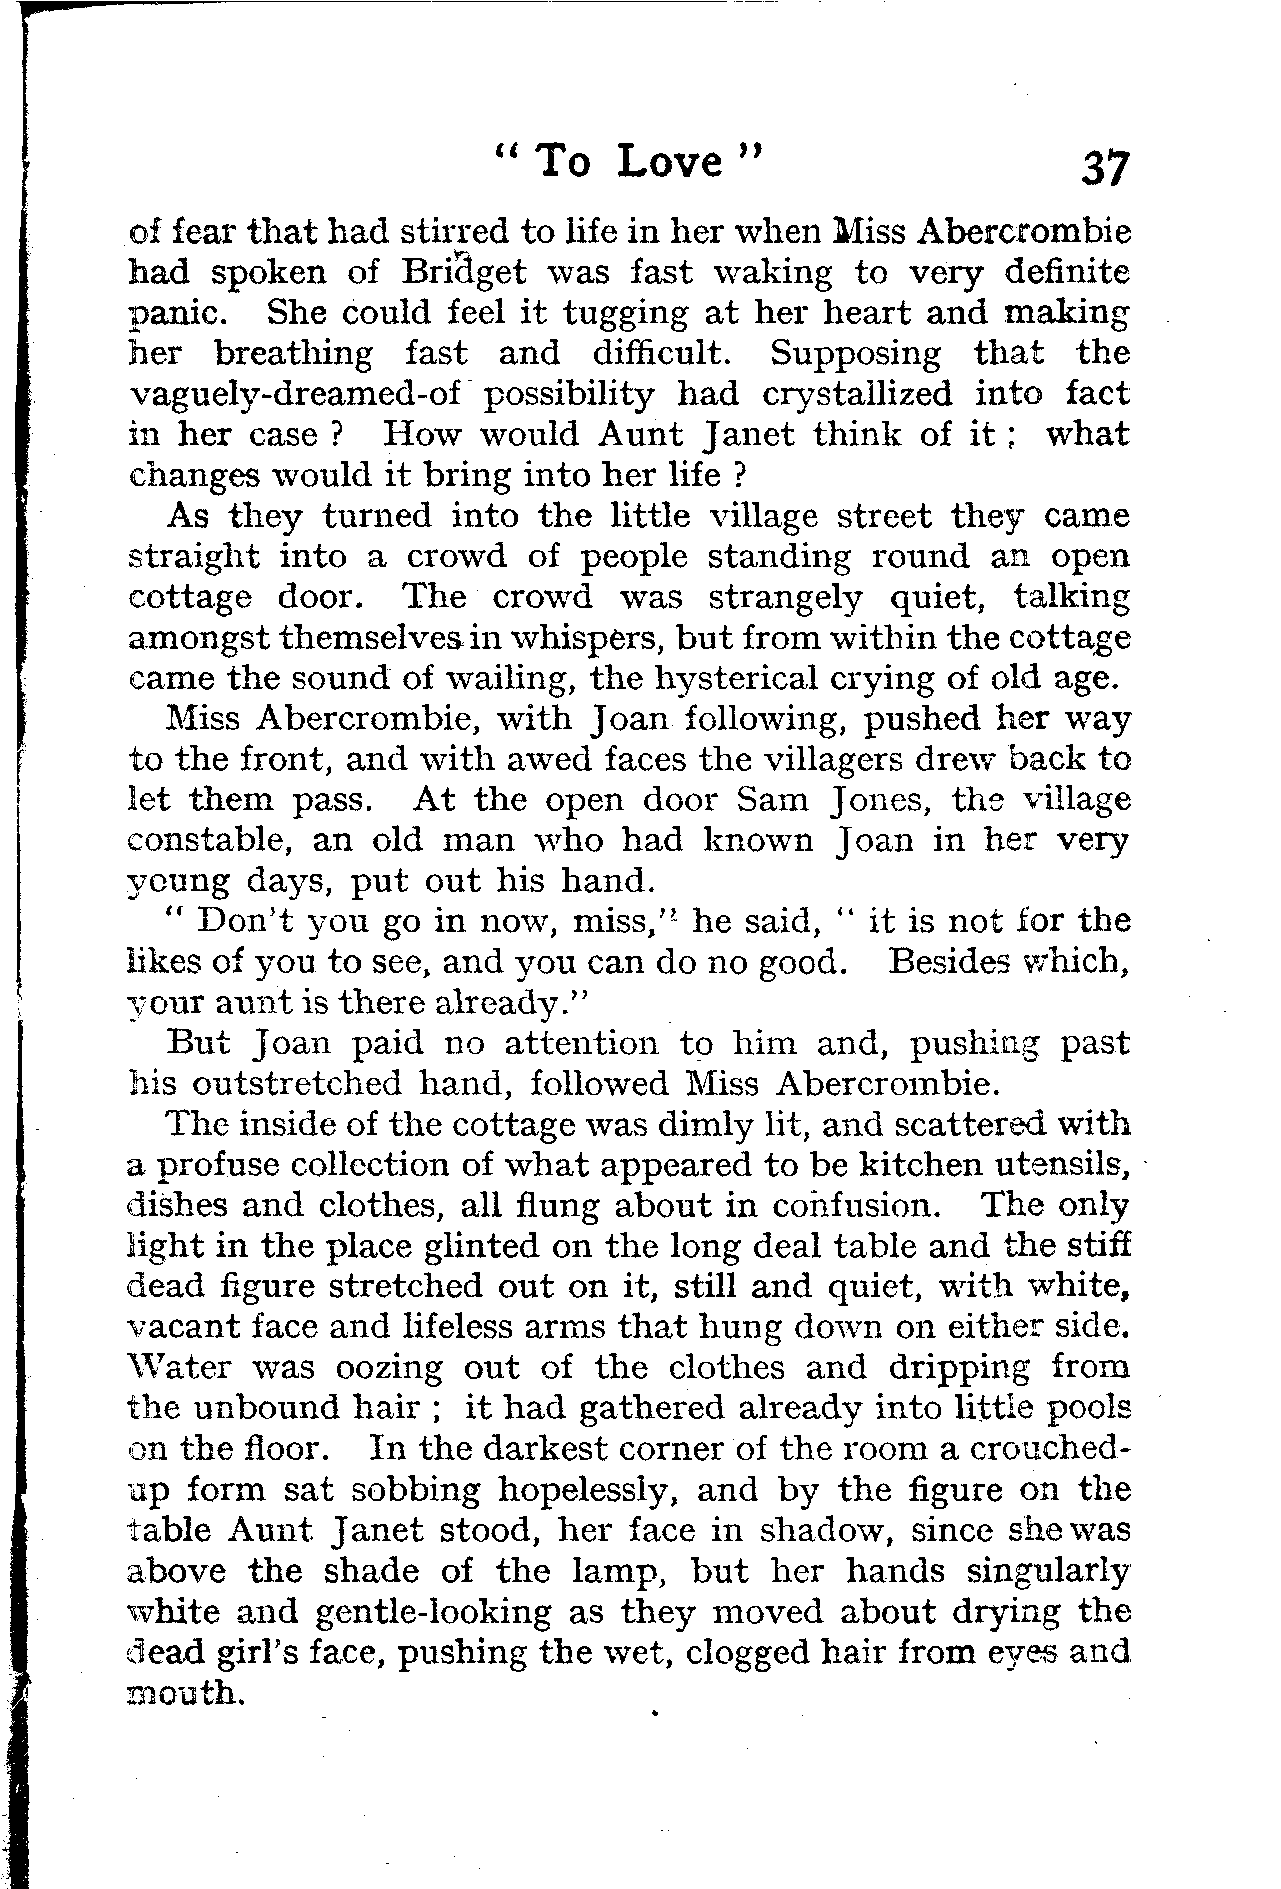 “ To Love ” 37
of fear that had stirred to life in her when Miss Abercrombie
had spoken of Bridget was fast waking to very definite
panic. She could feel it tugging at her heart and making
her breathing fast and difficult. Supposing that the
vaguely-dreamed-of possibility had crystallized into fact
in her case ? How would Aunt Janet think of it ; what
changes would it bring into her life ?
As they turned into the little village street they came
straight into a crowd of people standing round an open
cottage door. The crowd was strangely quiet, talking
amongst themselves in whispers, but from within the cottage
came the sound of wailing, the hysterical crying of old age.
Miss Abercrombie, with Joan following, pushed her way
to the front, and with awed faces the villagers drew back to
let them pass. At the open door Sam Jones, the village
constable, an old man who had known Joan in her very
young days, put out his hand.
“ Don't you go in now, miss,” he said, “ it is not for the
likes of you to see, and you can do no good. Besides which,
your aunt is there already.”
But Joan paid no attention to him and, pushing past
his outstretched hand, followed Miss Abercrombie.
The inside of the cottage was dimly lit, and scattered with
a profuse collection of what appeared to be kitchen utensils,
dishes and clothes, all flung about in confusion. The only
light in the place glinted on the long deal table and the stiff
dead figure stretched out on it, still and quiet, with white,
vacant face and lifeless arms that hung down on either side.
Water was oozing out of the clothes and dripping from
the unbound hair ; it had gathered already into little pools
on the floor. In the darkest corner of the room a crouched-
up form sat sobbing hopelessly, and by the figure on the
table Aunt Janet stood, her face in shadow, since she was
above the shade of the lamp, but her hands singularly
white and gentle-looking as they moved about drying the
dead girl's face, pushing the wet, clogged hair from eyes and
mouth.